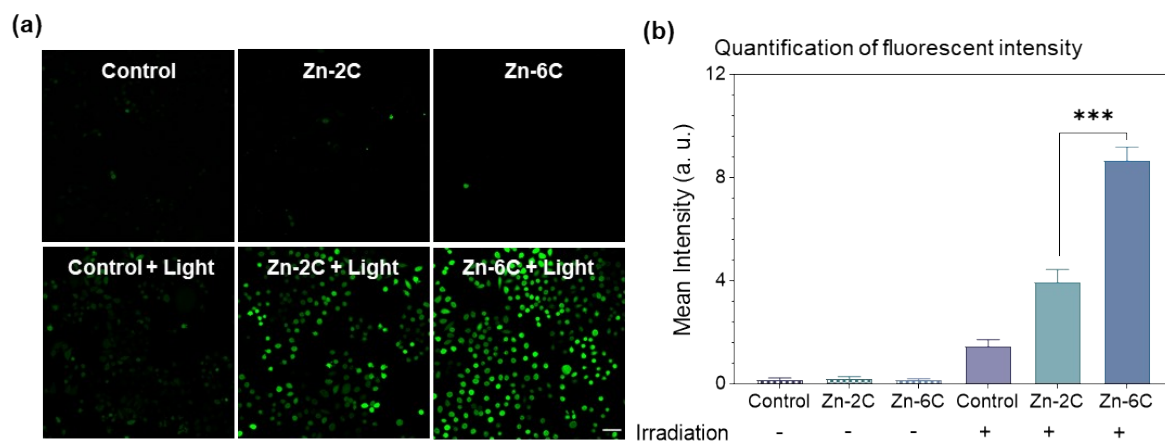 (a)
Control Zn-2C Zn-6C
Control + Light Zn-2C + Light Zn-6C + Light
(b)
Quantification of fluorescent intensity
Mean Intensity (a. u.)
12
8
4
0
***
Control Zn-2C Zn-6C Control Zn-2C Zn-6C
Irradiation - - - + + +